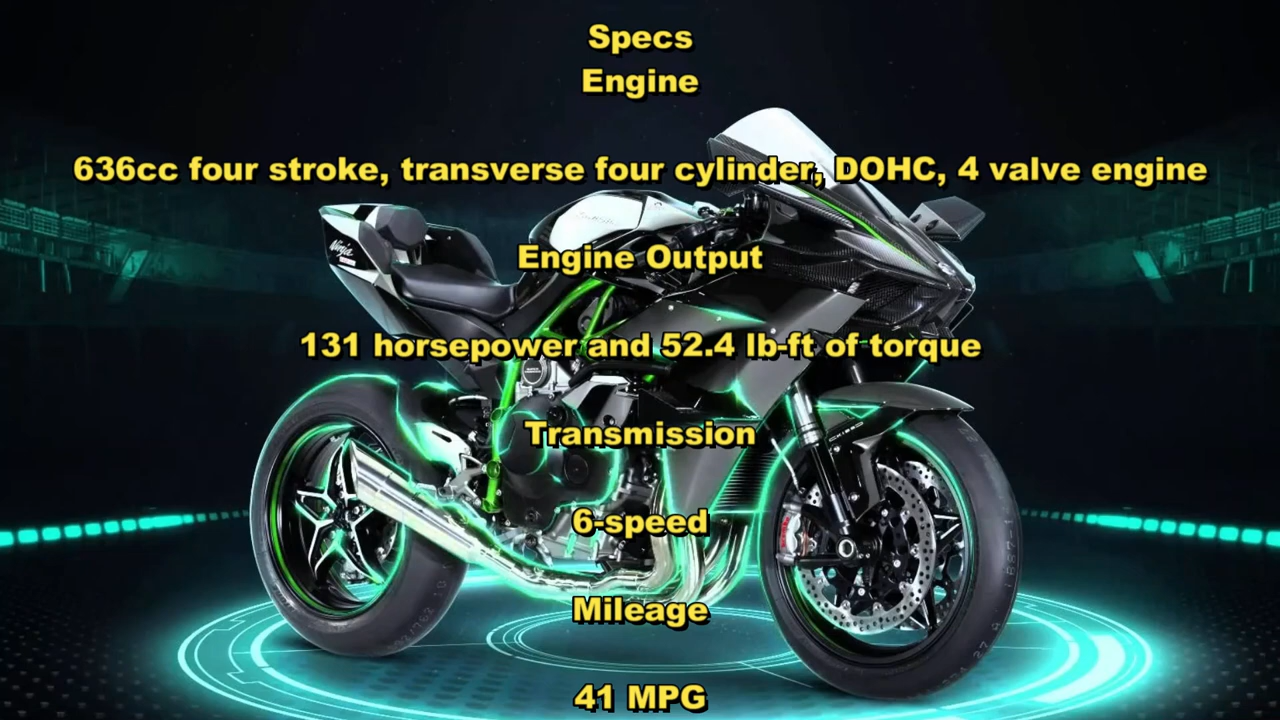 Specs
Engine
636cc four stroke, transverse four cylinder, DOHC, 4 valve engine
Ninja
Engine Output
131 horsepower and 52.4 lb-ft of torque
Transmission
6-speed
Mileage
41 MPG